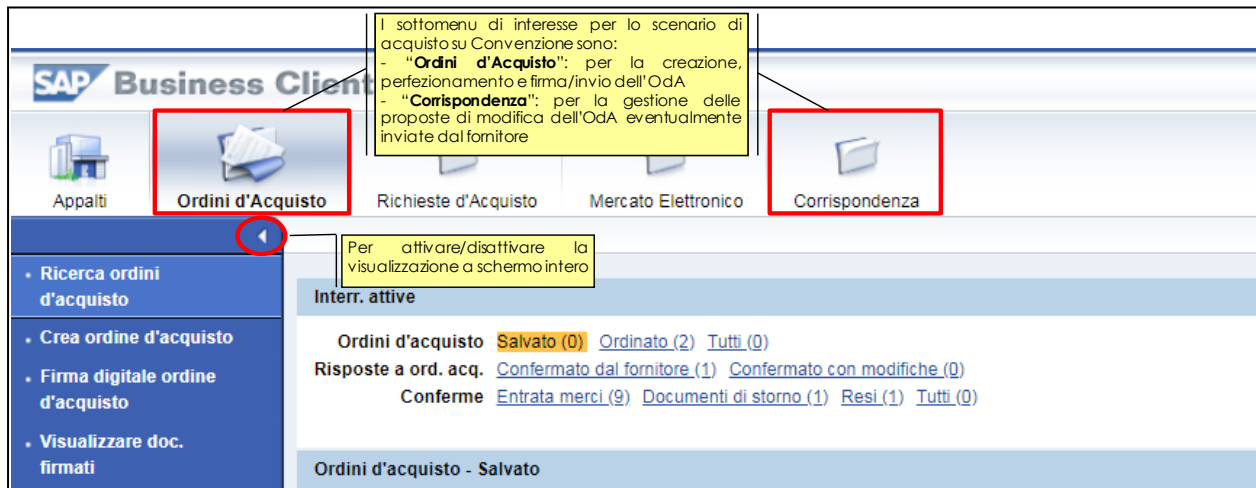 I sottomenu di interesse per lo scenario di
acquisto su Convenzione sono:
- “Ordini d’Acquisto”: per la creazione,
perfezionamento e firma/invio dell’OdA
- “Corrispondenza”: per la gestione delle
proposte di modifica dell’OdA eventualmente
inviate dal fornitore
SAP Business Client
Appalti Ordini d'Acquisto Richieste d'Acquisto Mercato Elettronico Corrispondenza
Per attivare/disattivare la
visualizzazione a schermo intero
Ricerca ordini
d'acquisto
Crea ordine d'acquisto
Firma digitale ordine
d'acquisto
Visualizzare doc.
firmati
Interr. attive
Ordini d'acquisto Salvato (0) Ordinato (2) Tutti (0)
Risposte a ord. acq. Confermato dal fornitore (1) Confermato con modifiche (0)
Conferme Entrata merci (9) Documenti di storno (1) Resi (1) Tutti (0)
Ordini d'acquisto - Salvato